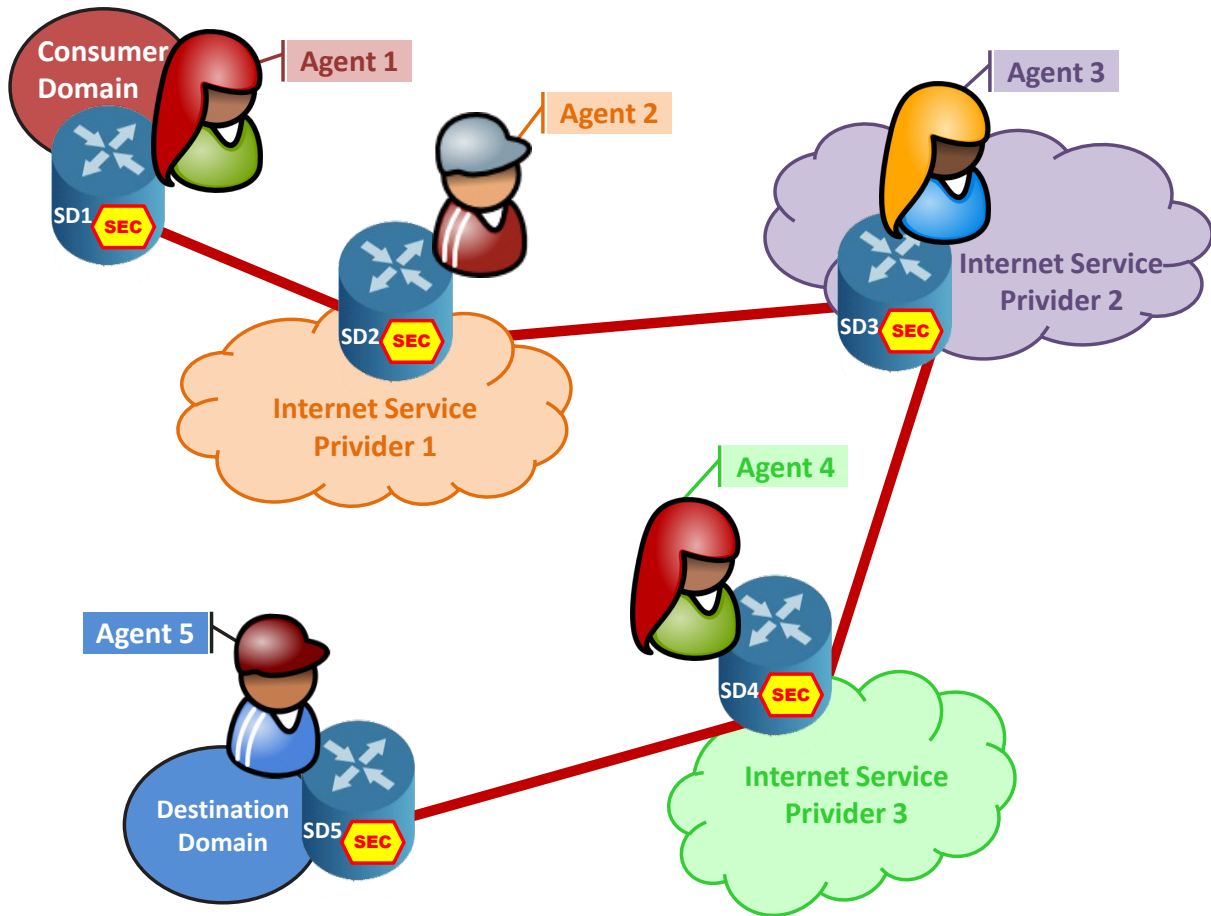 Consumer
Domain
Agent 1
SD1
SEC
Agent 2
SD2
SEC
Internet Service
Privider 1
Agent 3
Internet Service
Privider 2
SD3
SEC
Agent 4
SD4
SEC
Internet Service
Privider 3
Agent 5
Destination
Domain
SD5
SEC